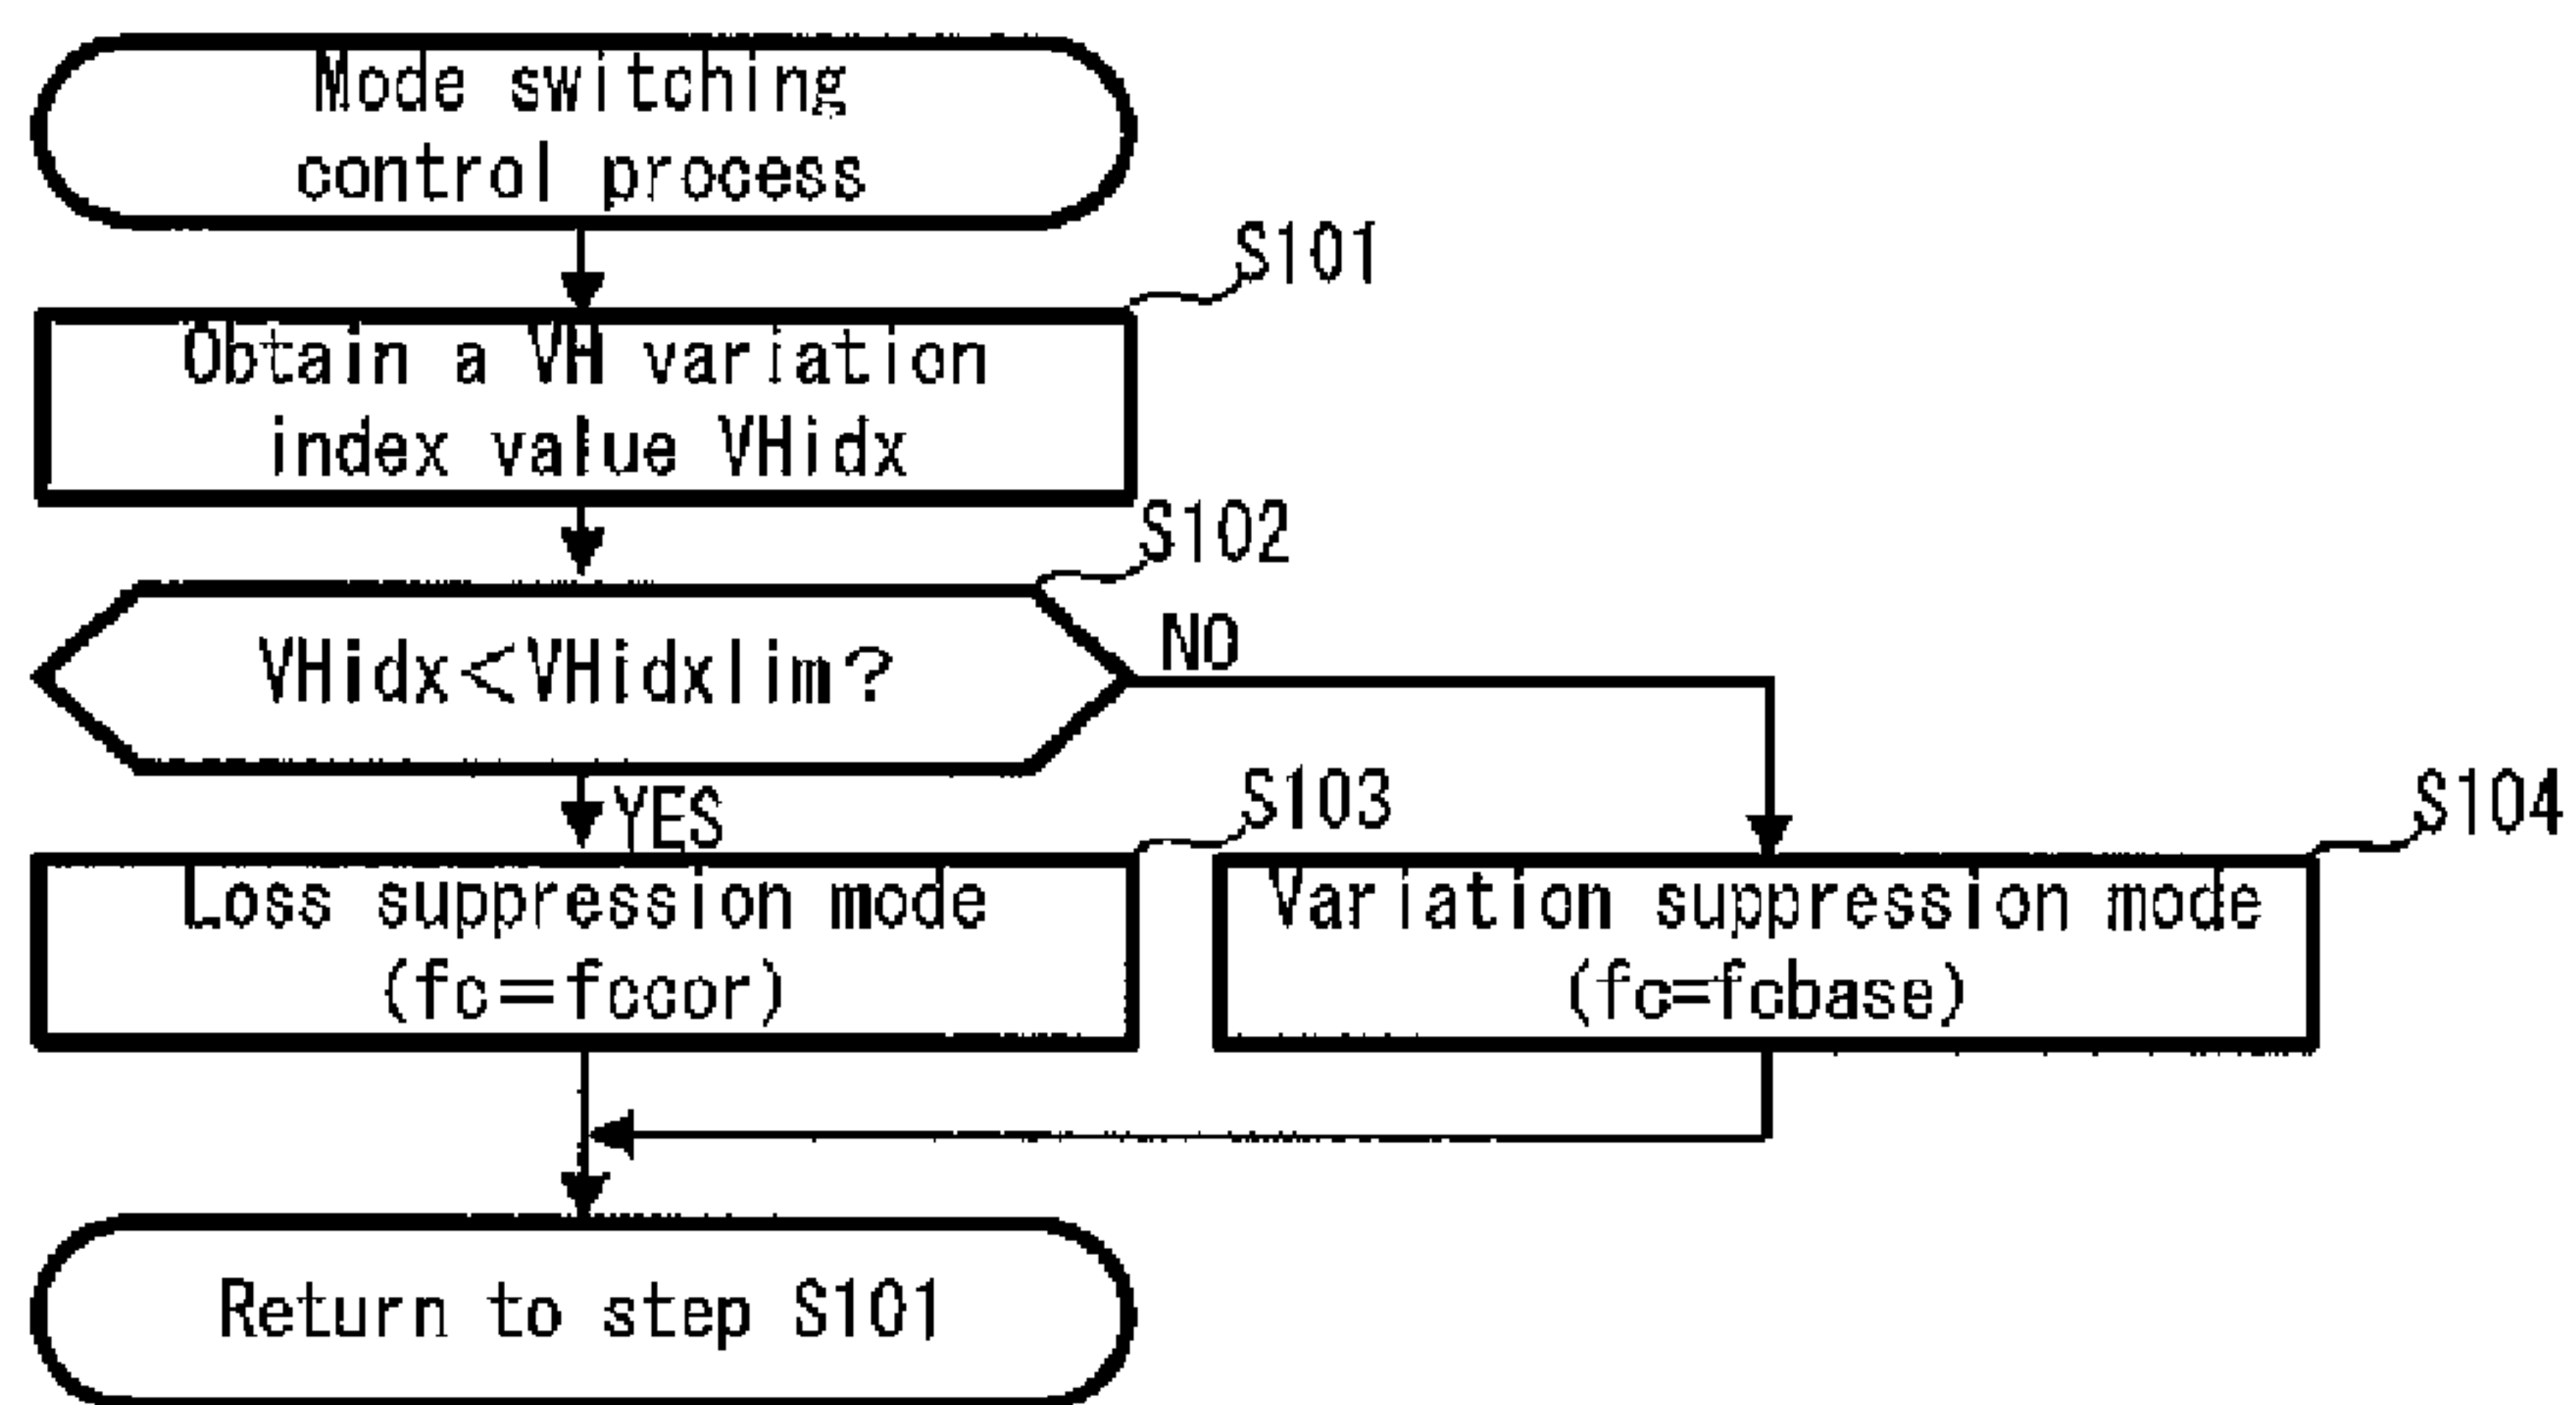 Mode switching
control process
S101
Obtain a VH variation
index value VHidx
S102
VHidx<VHidxlim?
NO
YES
S103
S104
Loss suppression mode
(fc=fccor)
Variation suppression mode
(fc=fcbase)
Return to step S101